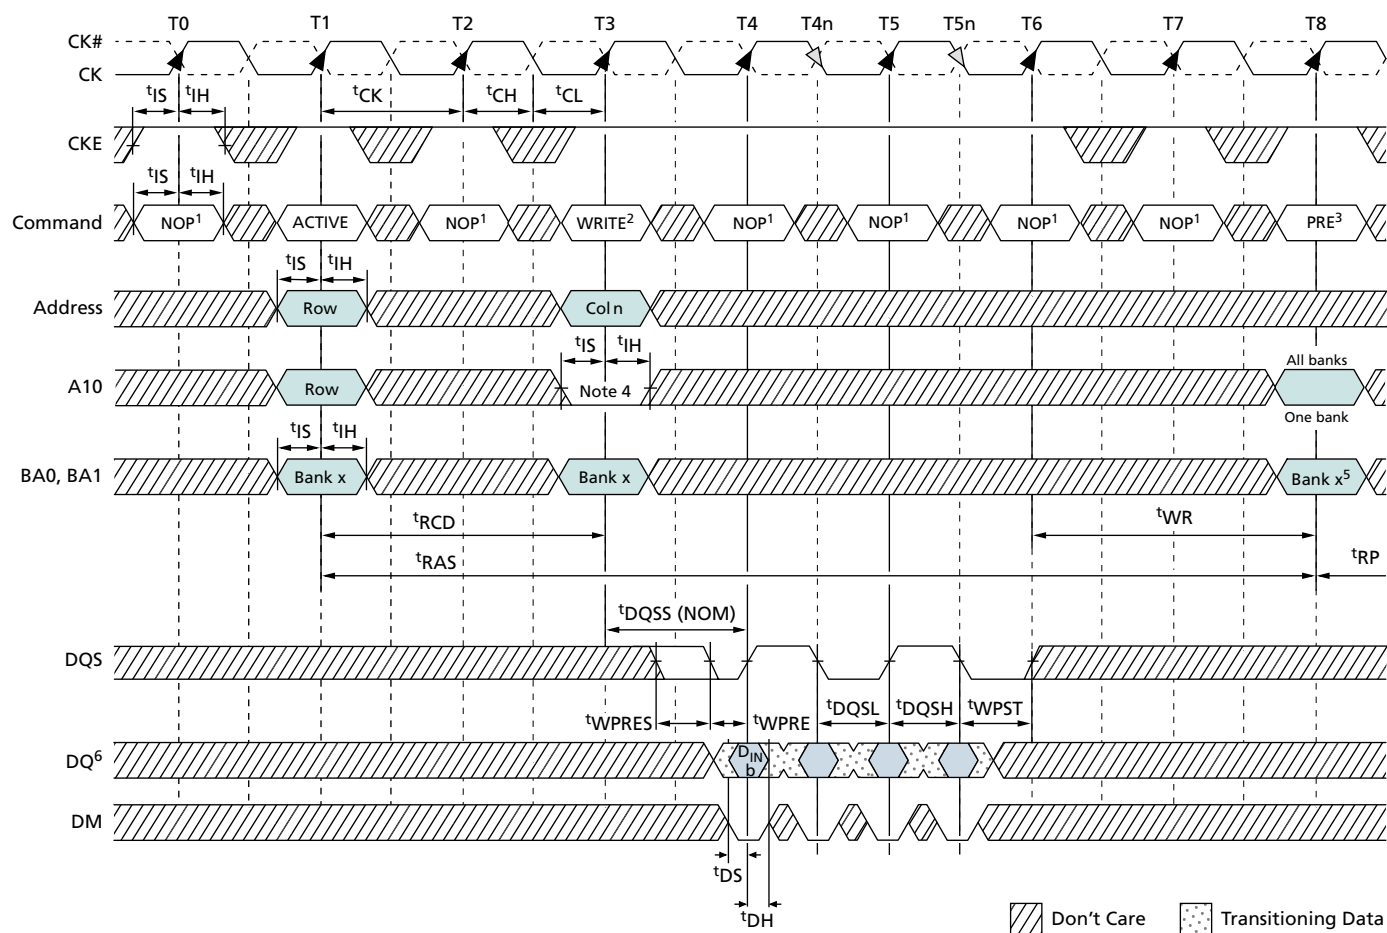 T0 T1 T2 T3 T4 T4n T5 T5n T6 T7 T8
CK#
CK
tIS tIH tCK tCH tCL
CKE
tIS tIH
Command NOP1 ACTIVE NOP1 WRITE2 NOP1 NOP1 NOP1 NOP1 PRE3
tIS tIH
Address Row Col n
tIS tIH
All banks
A10 Row Note 4
One bank
tIS tIH
BA0, BA1 Bank x Bank x Bank x5
tRCD tWR
tRAS tRP
tDQSS (NOM)
DQS
tWPRES tWPRE tDQSL tDQSH tWPST
DQ6 DIN
b
DM
tDS
tDH
Don't Care Transitioning Data